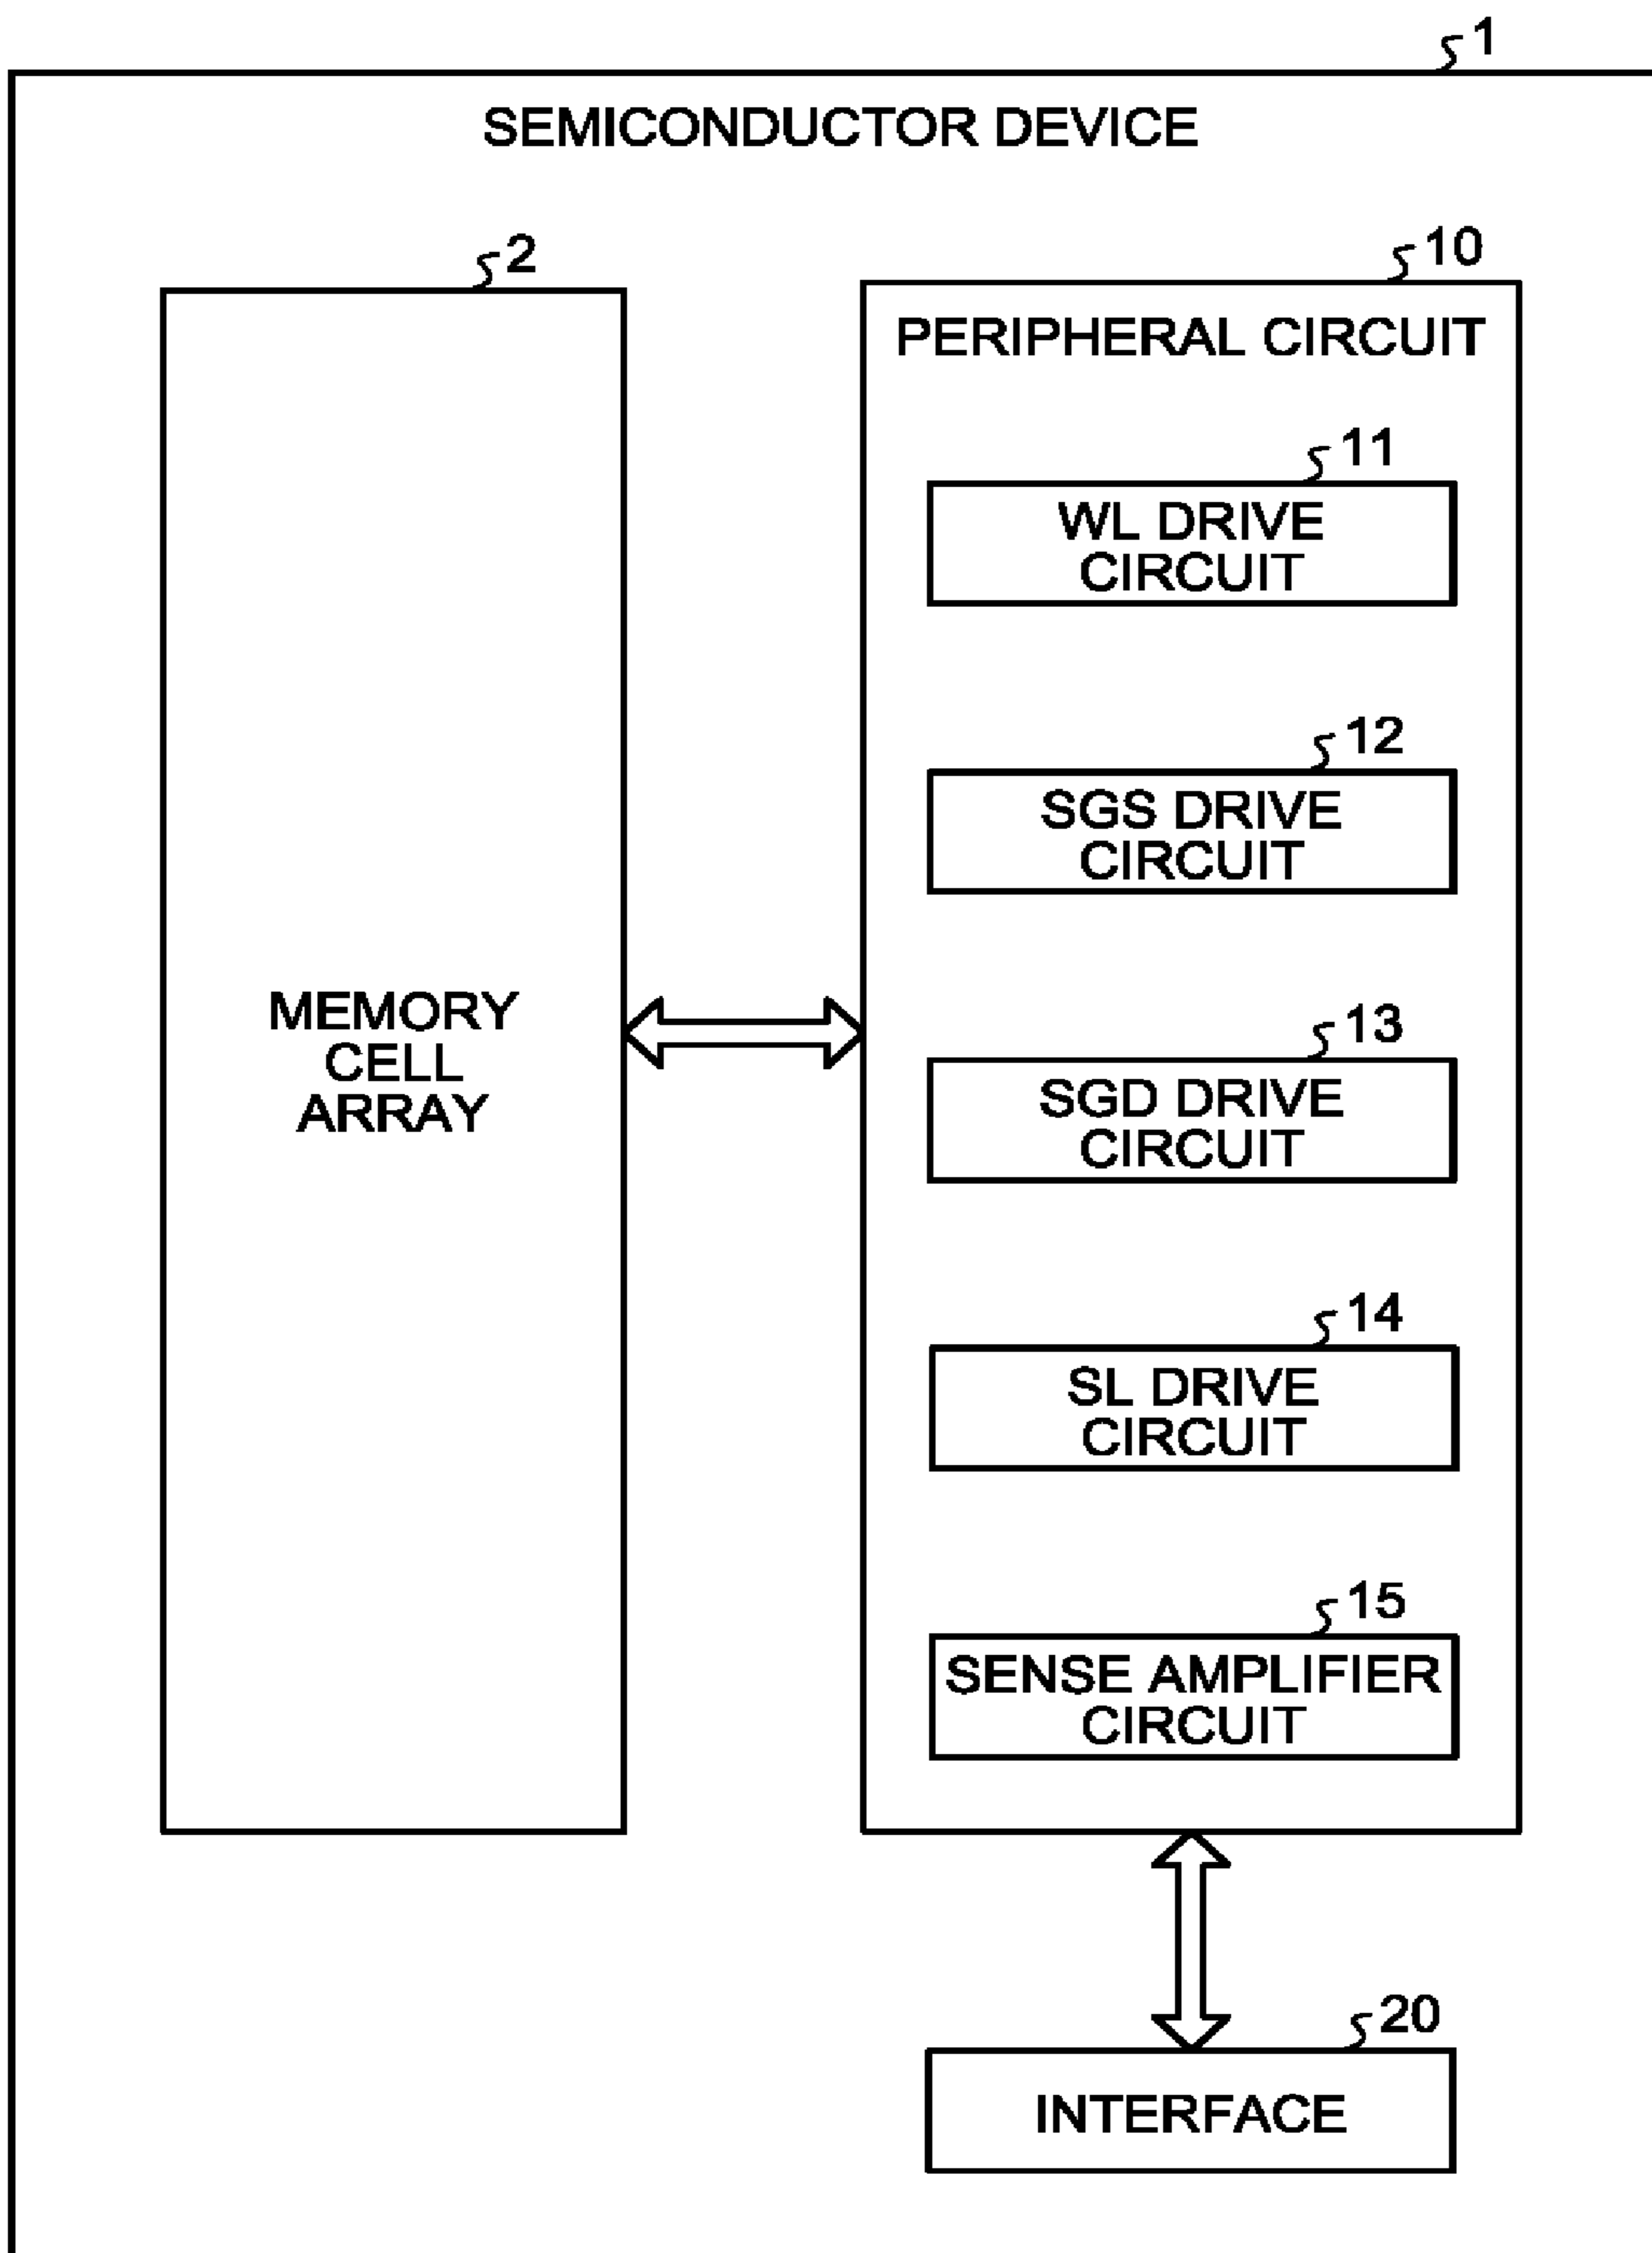 1
SEMICONDUCTOR DEVICE
2
10
PERIPHERAL CIRCUIT
11
WL DRIVE
CIRCUIT
12
SGS DRIVE
CIRCUIT
MEMORY
CELL
ARRAY
13
SGD DRIVE
CIRCUIT
14
SL DRIVE
CIRCUIT
15
SENSE AMPLIFIER
CIRCUIT
20
INTERFACE